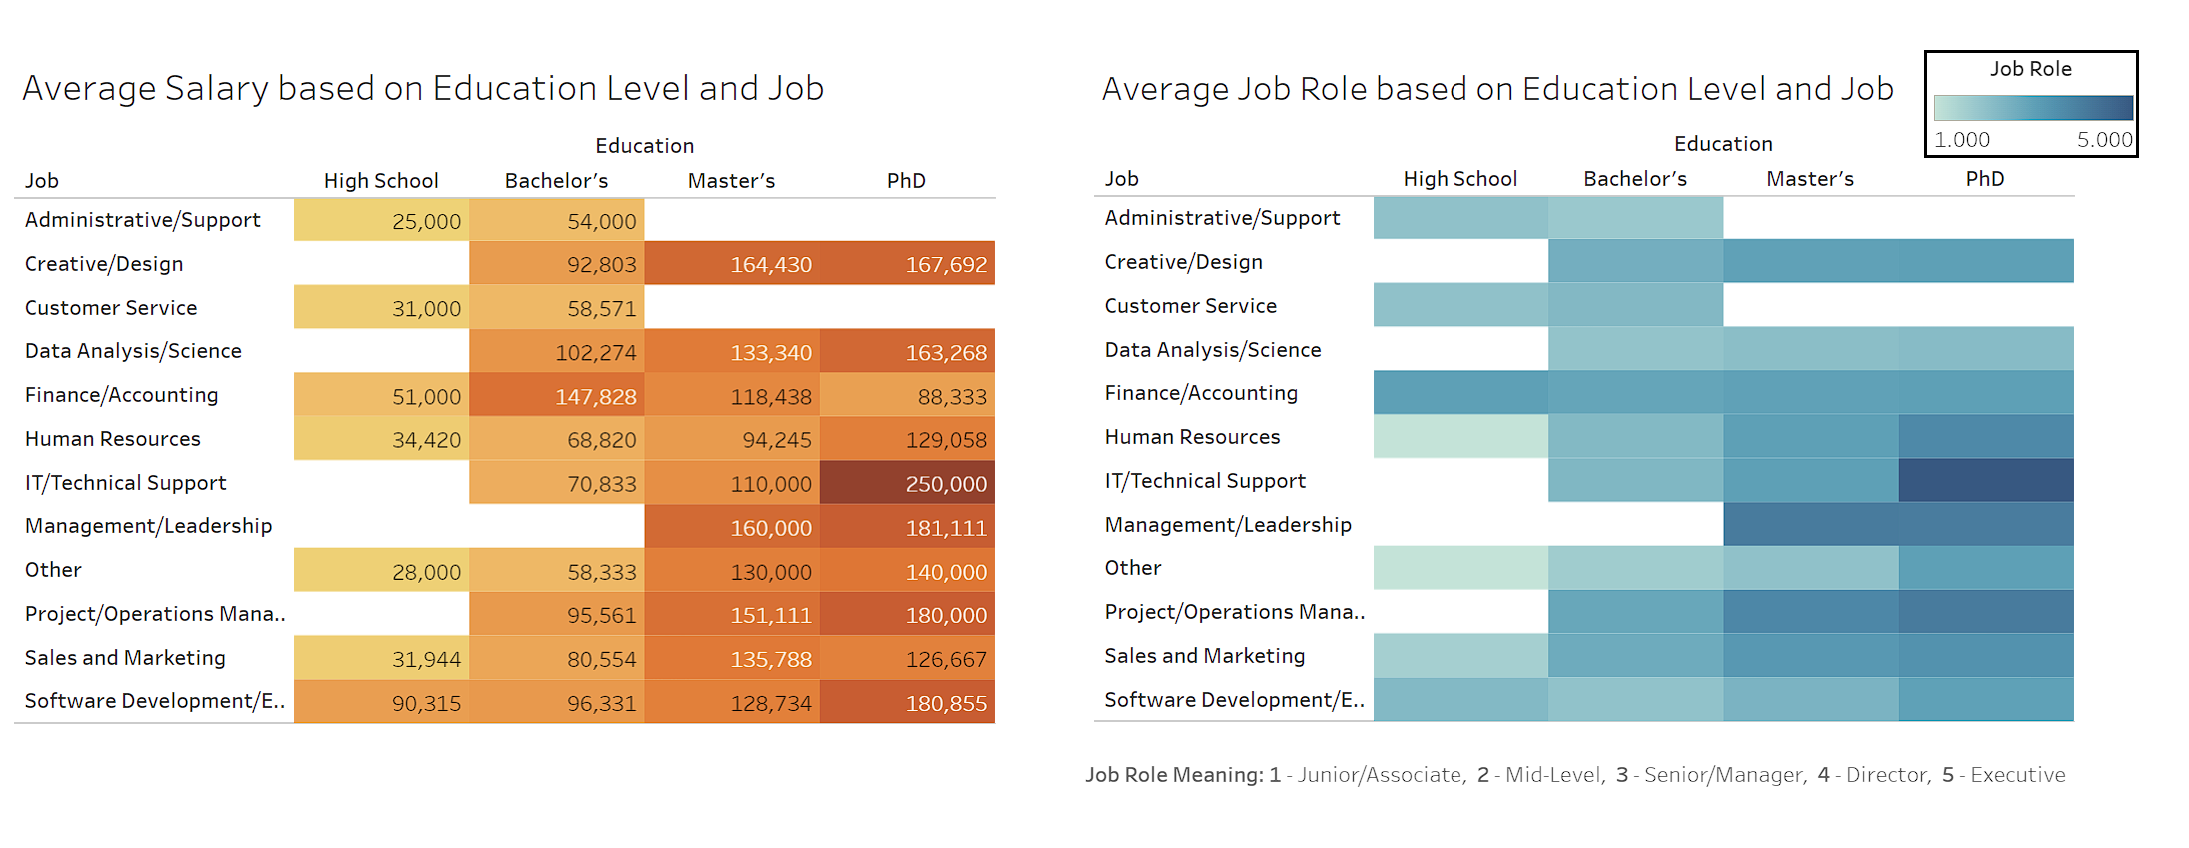 Average Salary based on Education Level and Job
Education
Job High School Bachelor's Master's PhD
Administrative/Support 25,000 54,000
Creative/Design 92,803 164,430 167,692
Customer Service 31,000 58,571
Data Analysis/Science 102,274 133,340 163,268
Finance/Accounting 51,000 147,828 118,438 88,333
Human Resources 34,420 68,820 94,245 129,058
IT/Technical Support 70,833 110,000 250,000
Management/Leadership 160,000 181,111
Other 28,000 58,333 130,000 140,000
Project/Operations Mana.. 95,561 151,111 180,000
Sales and Marketing 31,944 80,554 135,788 126,667
Software Development/E.. 90,315 96,331 128,734 180,855
Average Job Role based on Education Level and Job
Job Role
1.000 5.000
Education
Job High School Bachelor's Master's PhD
Administrative/Support
Creative/Design
Customer Service
Data Analysis/Science
Finance/Accounting
Human Resources
IT/Technical Support
Management/Leadership
Other
Project/Operations Mana..
Sales and Marketing
Software Development/E..
Job Role Meaning: 1 - Junior/Associate, 2 - Mid-Level, 3 - Senior/Manager, 4 - Director, 5 - Executive